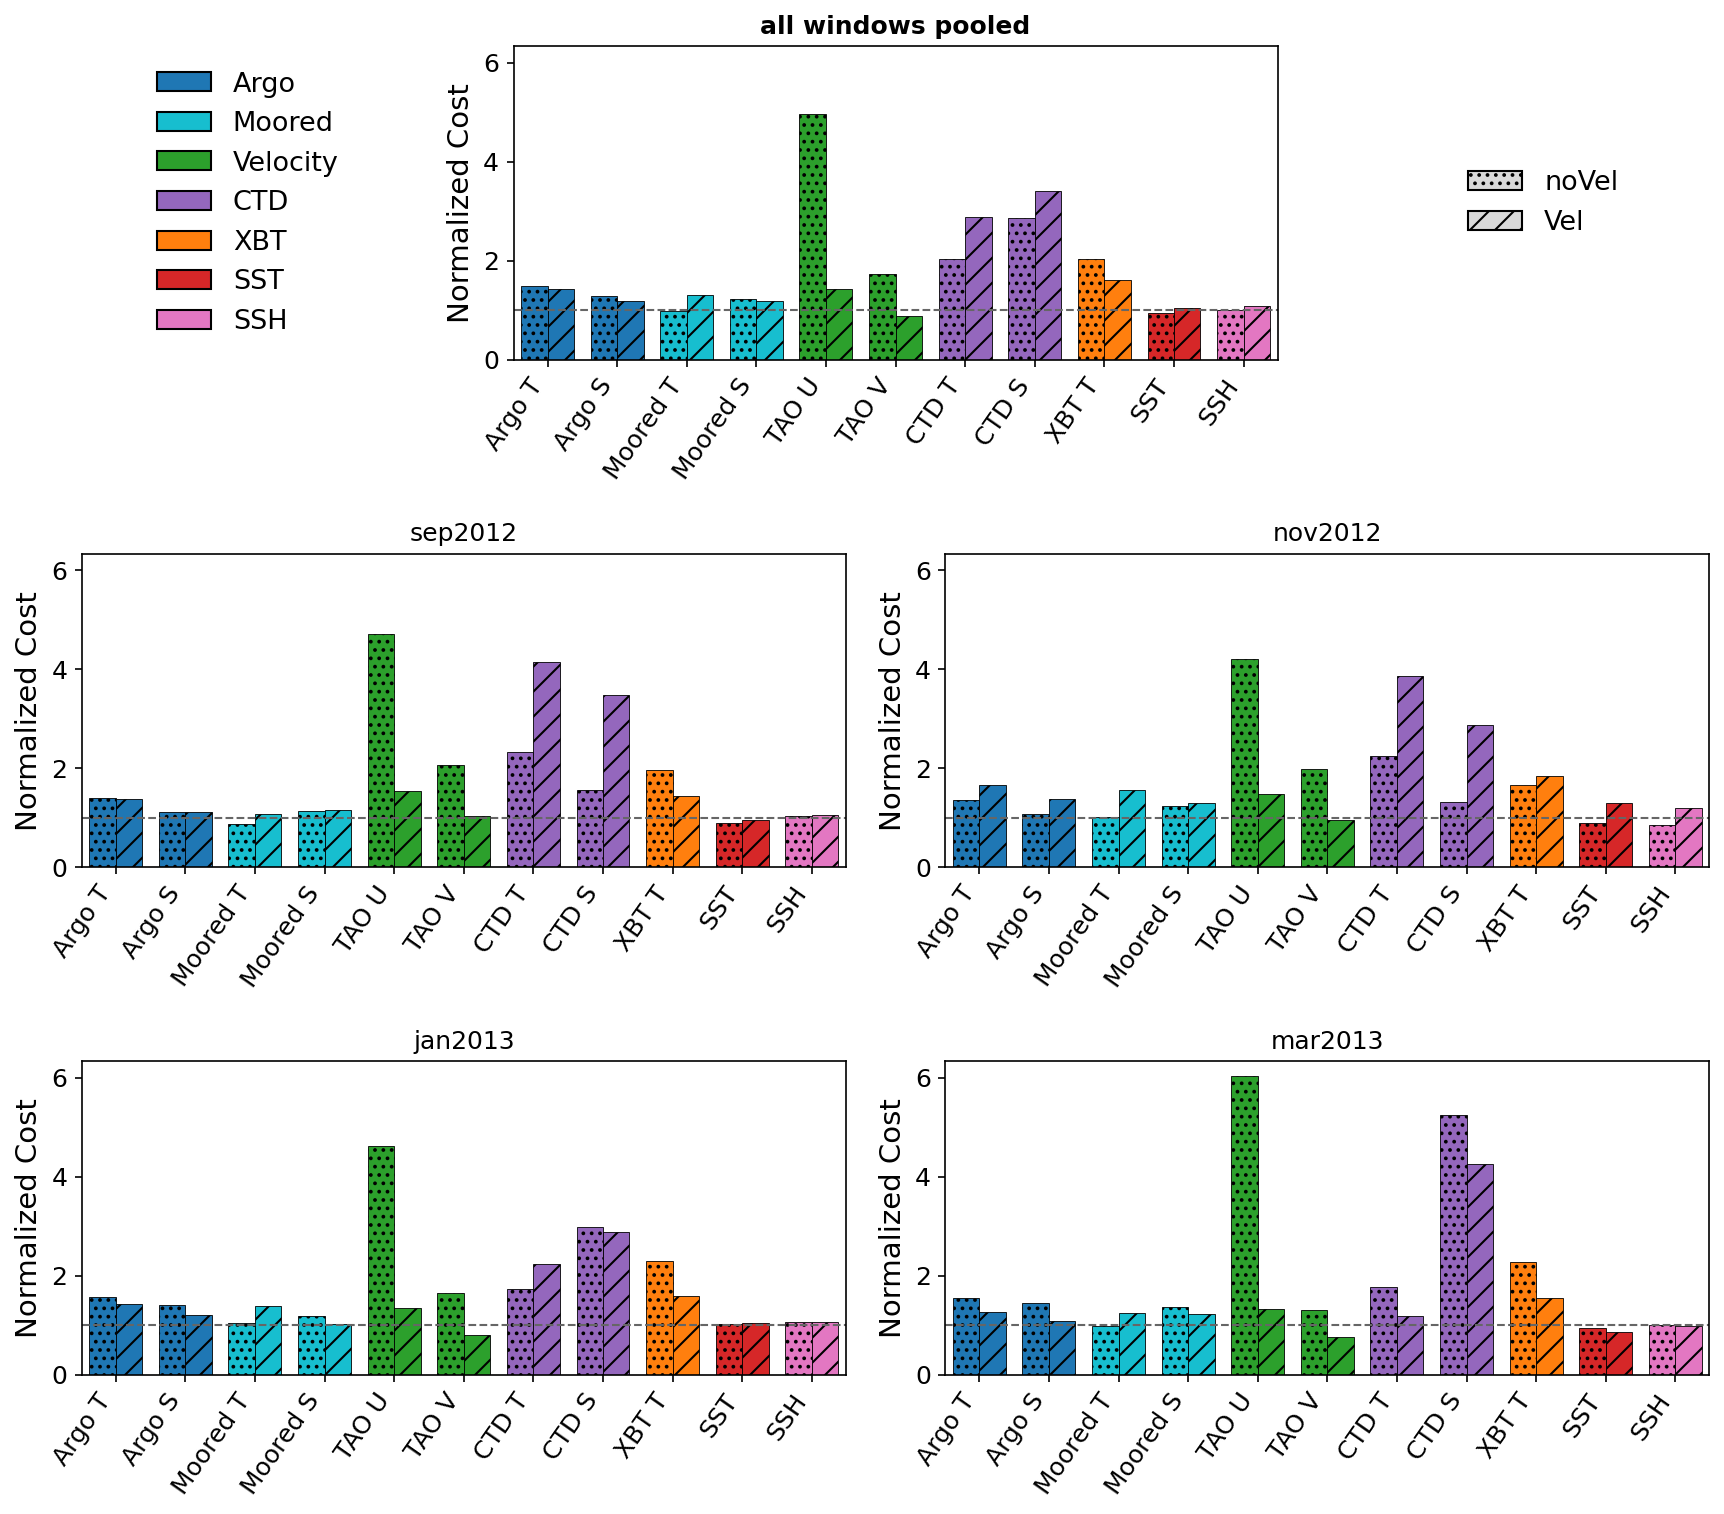 all windows pooled
Argo
Moored
Velocity
CTD
XBT
SST
SSH
Normalized Cost
6
4
2
0
Argo T
Argo S
Moored T
Moored S
TAO U
TAO V
CTD T
CTD S
XBT T
SST
SSH
noVel
Vel
sep2012
Normalized Cost
6
4
2
0
Argo T
Argo S
Moored T
Moored S
TAO U
TAO V
CTD T
CTD S
XBT T
SST
SSH
nov2012
Normalized Cost
6
4
2
0
Argo T
Argo S
Moored T
Moored S
TAO U
TAO V
CTD T
CTD S
XBT T
SST
SSH
jan2013
Normalized Cost
6
4
2
0
Argo T
Argo S
Moored T
Moored S
TAO U
TAO V
CTD T
CTD S
XBT T
SST
SSH
mar2013
Normalized Cost
6
4
2
0
Argo T
Argo S
Moored T
Moored S
TAO U
TAO V
CTD T
CTD S
XBT T
SST
SSH